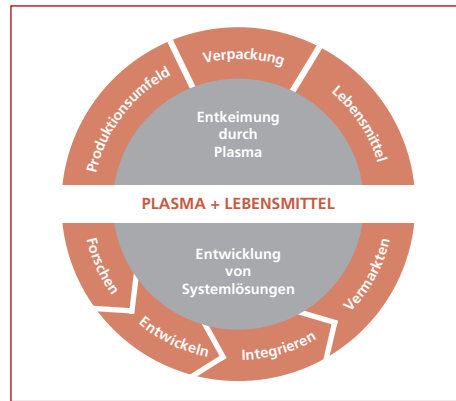 Produktionsumfeld
Verpackung
Lebensmittel
Entkeimung
durch
Plasma
PLASMA + LEBENSMITTEL
Entwicklung
von
Systemlösungen
Forschen
Entwickeln
Integrieren
Vermarkten